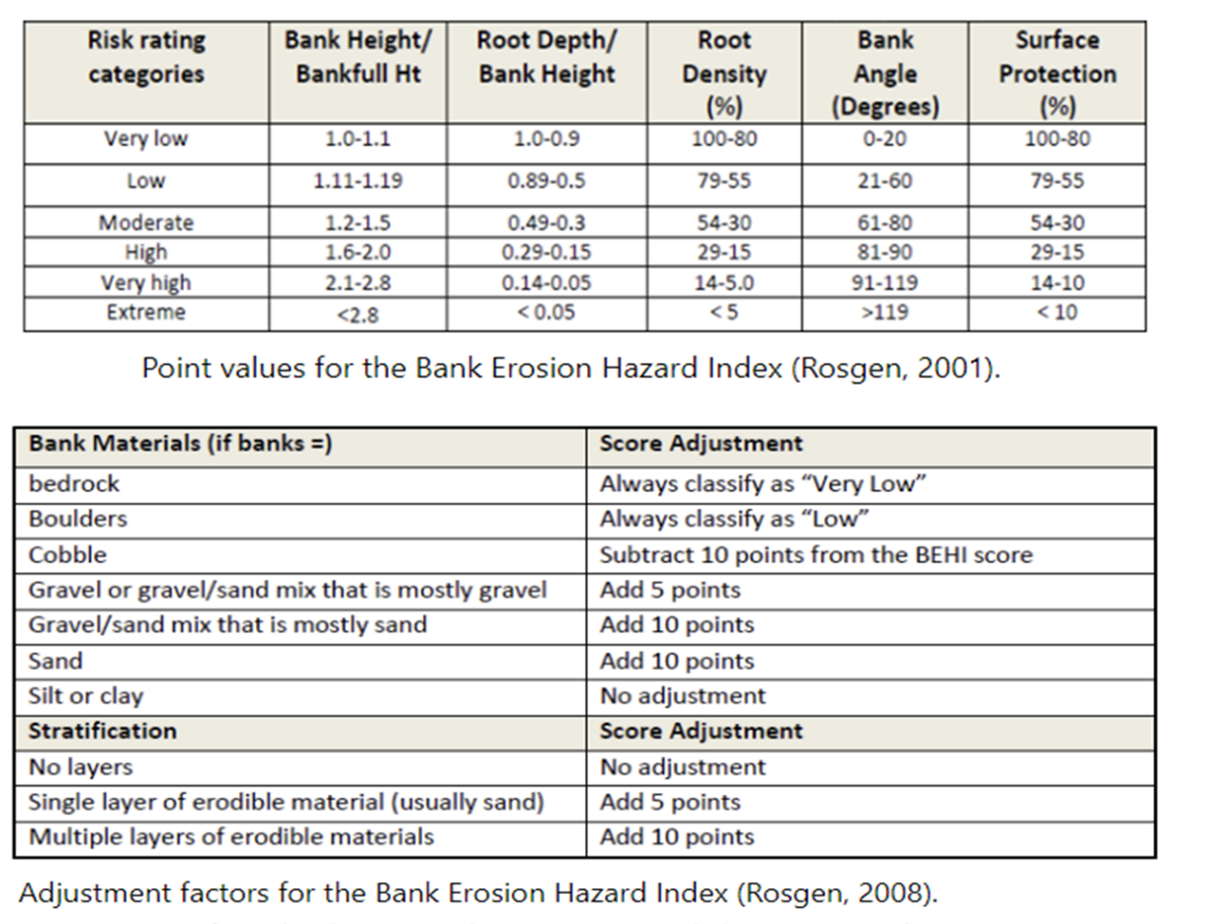 Risk rating categories Bank Height/ Bankfull Ht Root Depth/ Bank Height Root Density (%) Bank Angle (Degrees) Surface Protection (%)
Very low 1.0-1.1 1.0-0.9 100-80 0-20 100-80
Low 1.11-1.19 0.89-0.5 79-55 21-60 79-55
Moderate 1.2-1.5 0.49-0.3 54-30 61-80 54-30
High 1.6-2.0 0.29-0.15 29-15 81-90 29-15
Very high 2.1-2.8 0.14-0.05 14-5.0 91-119 14-10
Extreme <2.8 < 0.05 < 5 >119 < 10
Point values for the Bank Erosion Hazard Index (Rosgen, 2001).
Bank Materials (if banks =) Score Adjustment
bedrock Always classify as “Very Low”
Boulders Always classify as “Low”
Cobble Subtract 10 points from the BEHI score
Gravel or gravel/sand mix that is mostly gravel Add 5 points
Gravel/sand mix that is mostly sand Add 10 points
Sand Add 10 points
Silt or clay No adjustment
Stratification Score Adjustment
No layers No adjustment
Single layer of erodible material (usually sand) Add 5 points
Multiple layers of erodible materials Add 10 points
Adjustment factors for the Bank Erosion Hazard Index (Rosgen, 2008).